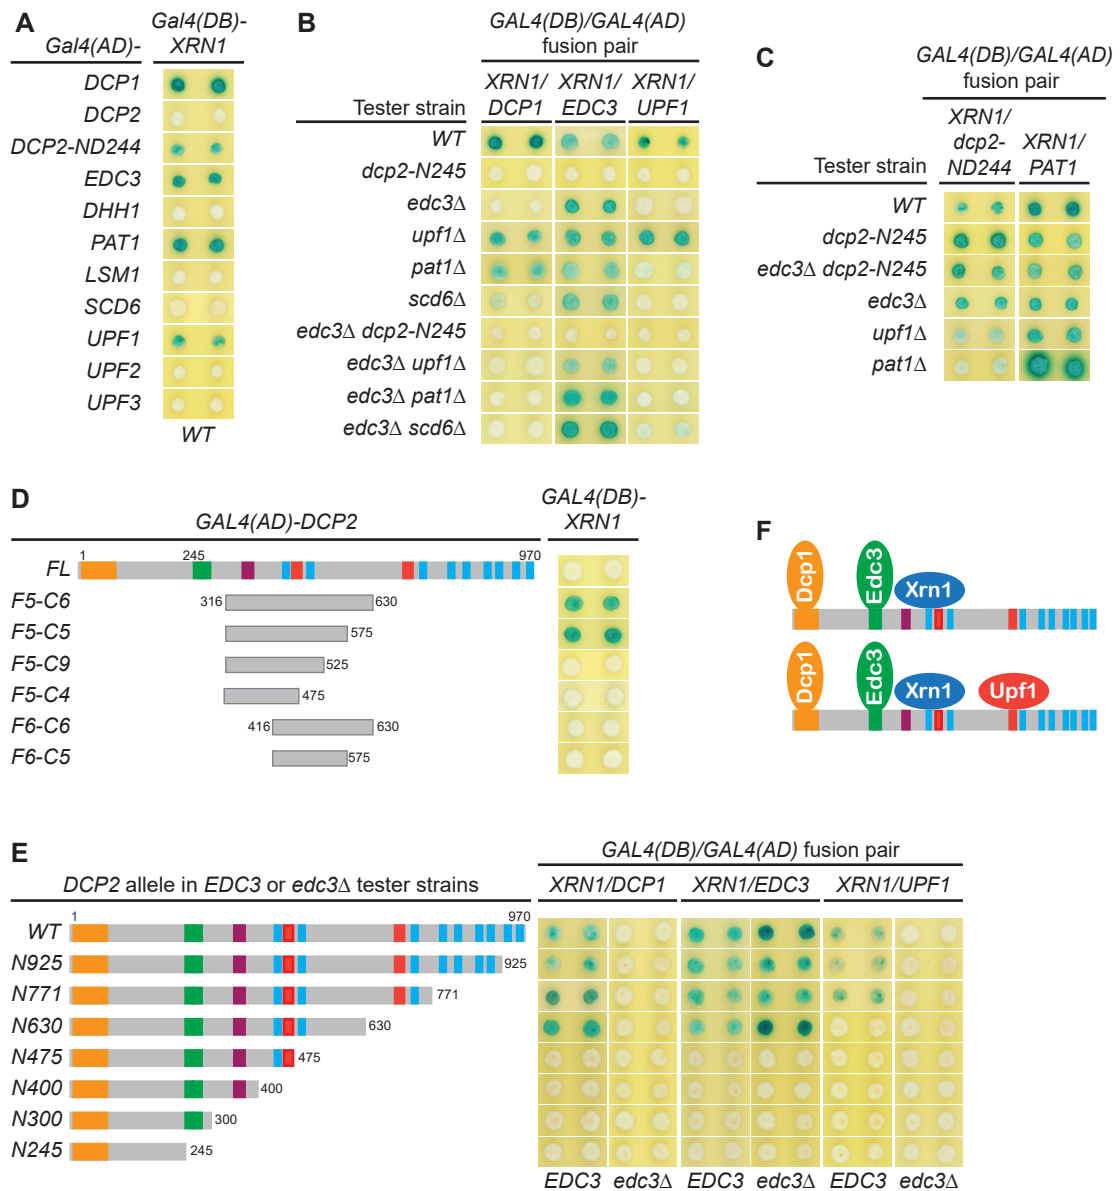 A
Gal4(AD)-
Gal4(DB)-
XRN1
DCP1
DCP2
DCP2-ND244
EDC3
DHH1
PAT1
LSM1
SCD6
UPF1
UPF2
UPF3
WT
B
GAL4(DB)/GAL4(AD)
fusion pair
Tester strain
XRN1/
DCP1
XRN1/
EDC3
XRN1/
UPF1
WT
dcp2-N245
edc3Δ
upf1Δ
pat1Δ
scd6Δ
edc3Δ dcp2-N245
edc3Δ upf1Δ
edc3Δ pat1Δ
edc3Δ scd6Δ
C
GAL4(DB)/GAL4(AD)
fusion pair
Tester strain
XRN1/
dcp2-
ND244
XRN1/
PAT1
WT
dcp2-N245
edc3Δ dcp2-N245
edc3Δ
upf1Δ
pat1Δ
D
GAL4(AD)-DCP2
GAL4(DB)-
XRN1
1 245 970
FL
F5-C6 316 630
F5-C5 575
F5-C9 525
F5-C4 475
F6-C6 416 630
F6-C5 575
F
Dcp1 Edc3 Xrn1
Dcp1 Edc3 Xrn1 Upf1
E
DCP2 allele in EDC3 or edc3Δ tester strains
GAL4(DB)/GAL4(AD) fusion pair
XRN1/DCP1 XRN1/EDC3 XRN1/UPF1
1 970
WT
N925 925
N771 771
N630 630
N475 475
N400 400
N300 300
N245 245
EDC3 edc3Δ EDC3 edc3Δ EDC3 edc3Δ